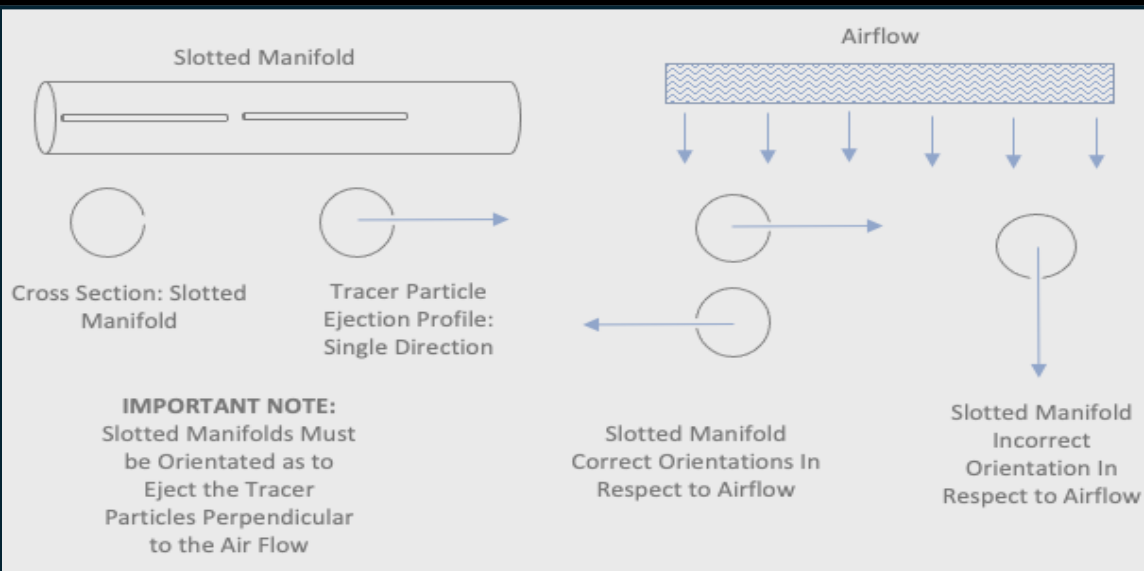 Slotted Manifold
Airflow
Cross Section: Slotted
Manifold
Tracer Particle
Ejection Profile:
Single Direction
IMPORTANT NOTE:
Slotted Manifolds Must
be Orientated as to
Eject the Tracer
Particles Perpendicular
to the Air Flow
Slotted Manifold
Correct Orientations In
Respect to Airflow
Slotted Manifold
Incorrect
Orientation In
Respect to Airflow